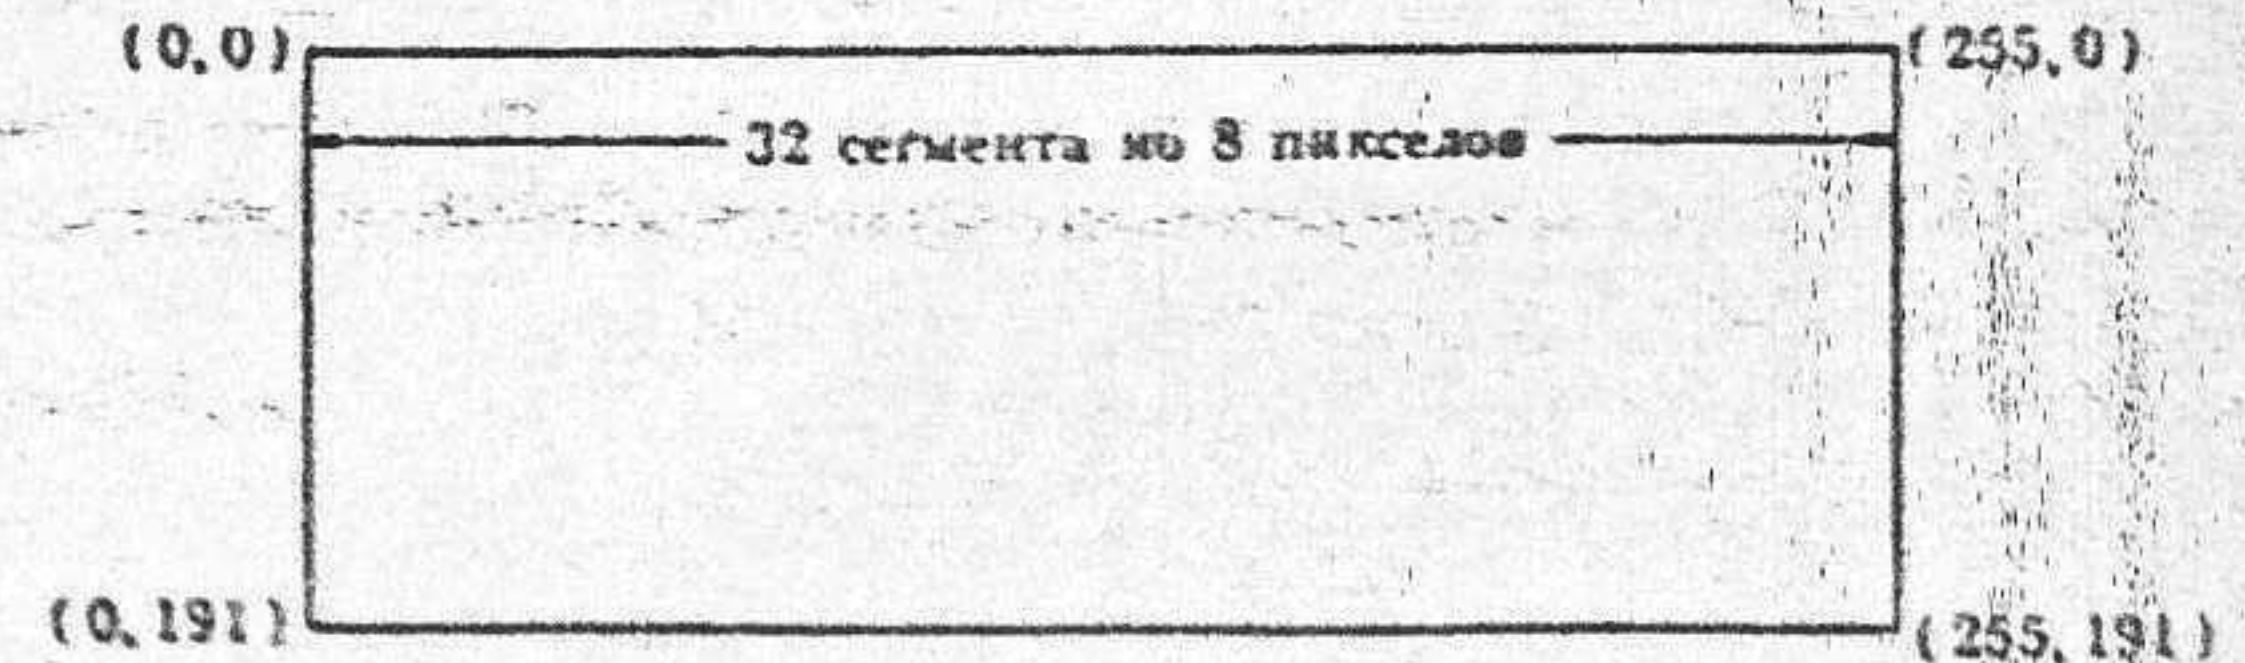 (0,0) (255,0)
32 сегмента по 8 пикселов
(0,191) (255,191)